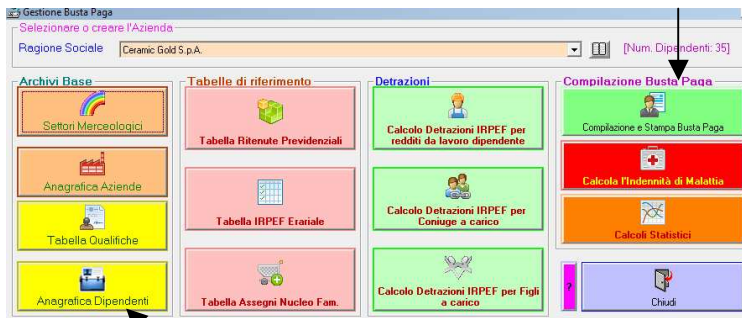 Gestione Busta Paga
Selezionare o creare l'Azienda
Ragione Sociale Ceramic Gold S.p.A. [Num. Dipendenti: 35]
Archivi Base
Settori Merceologici
Anagrafica Aziende
Tabella Qualifiche
Anagrafica Dipendenti
Tabelle di riferimento
Tabella Ritenute Previdenziali
Tabella IRPEF Erariale
Tabella Assegni Nucleo Fam.
Detrazioni
Calcolo Detrazioni IRPEF per
redditi da lavoro dipendente
Calcolo Detrazioni IRPEF per
Coniuge a carico
Calcolo Detrazioni IRPEF per Figli
a carico
Compilazione Busta Paga
Compilazione e Stampa Busta Paga
Calcola l'Indennità di Malattia
Calcoli Statistici
?
Chiudi